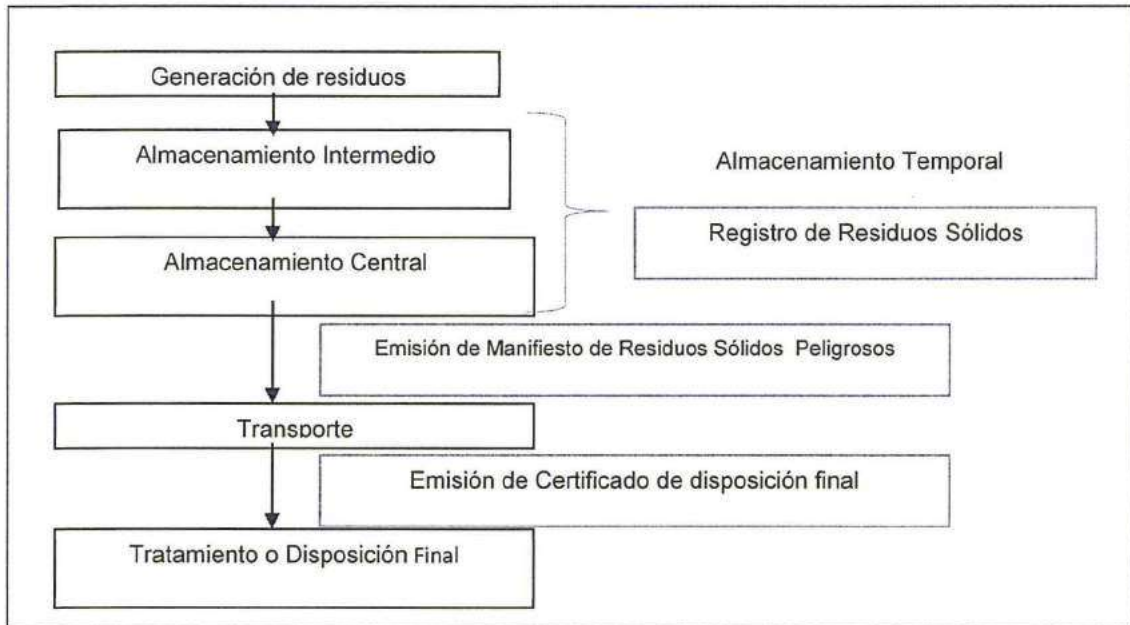 Generación de residuos
Almacenamiento Intermedio
Almacenamiento Temporal
Registro de Residuos Sólidos
Almacenamiento Central
Emisión de Manifiesto de Residuos Sólidos Peligrosos
Transporte
Emisión de Certificado de disposición final
Tratamiento o Disposición Final